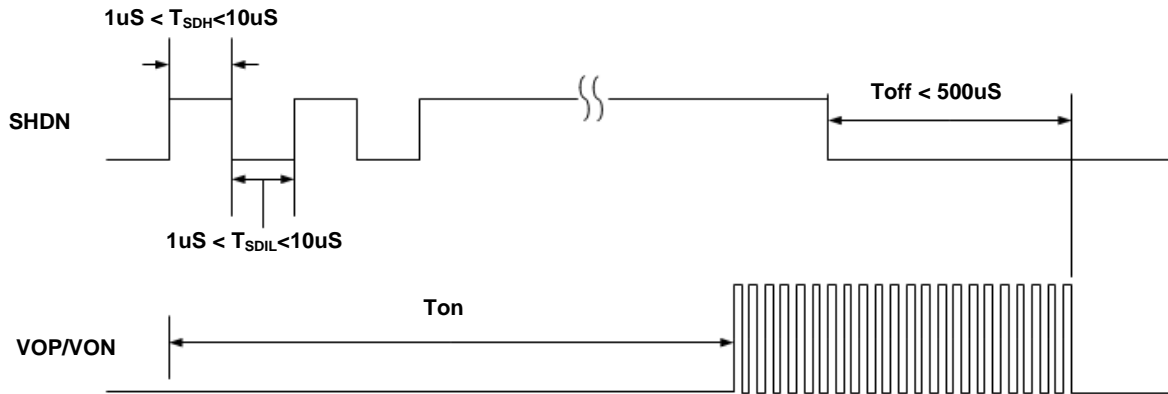 1uS < TSDH<10uS
Toff < 500uS
SHDN
1uS < TSDIL<10uS
Ton
VOP/VON